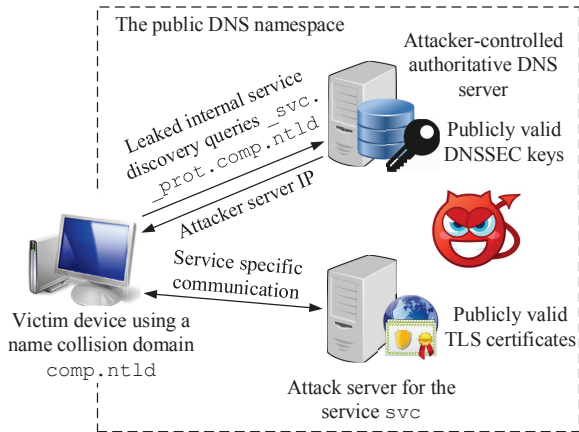 The public DNS namespace
Attacker-controlled
authoritative DNS
server
Publicly valid
DNSSEC keys
Leaked internal service
discovery queries _svc.
_prot.comp.ntld
Attacker server IP
Service specific
communication
Victim device using a
name collision domain
comp.ntld
Publicly valid
TLS certificates
Attack server for the
service svc